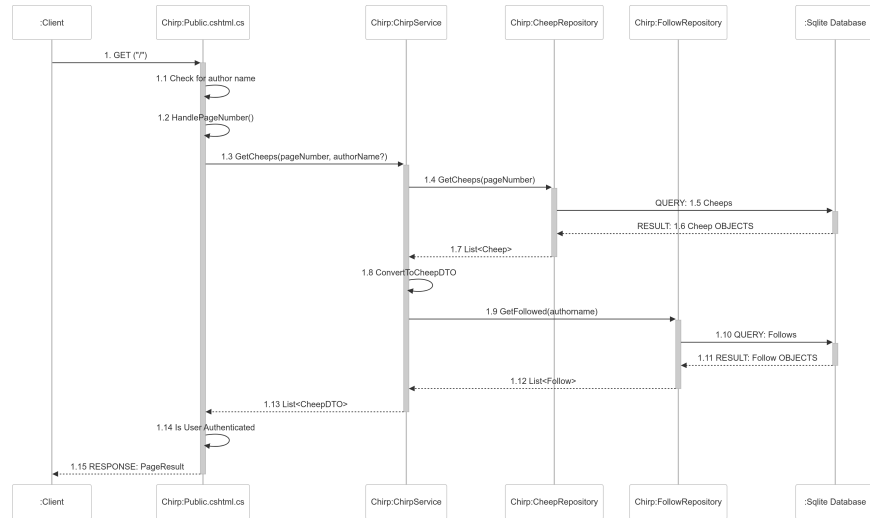 :Client
Chirp:Public.cshtml.cs
Chirp:ChirpService
Chirp:CheepRepository
Chirp:FollowRepository
:Sqlite Database
1. GET ("/")
1.1 Check for author name
1.2 HandlePageNumber()
1.3 GetCheeps(pageNumber, authorName?)
1.4 GetCheeps(pageNumber)
QUERY: 1.5 Cheeps
RESULT: 1.6 Cheep OBJECTS
1.7 List<Cheep>
1.8 ConvertToCheepDTO
1.9 GetFollowed(authorname)
1.10 QUERY: Follows
1.11 RESULT: Follow OBJECTS
1.12 List<Follow>
1.13 List<CheepDTO>
1.14 Is User Authenticated
1.15 RESPONSE: PageResult
:Client
Chirp:Public.cshtml.cs
Chirp:ChirpService
Chirp:CheepRepository
Chirp:FollowRepository
:Sqlite Database